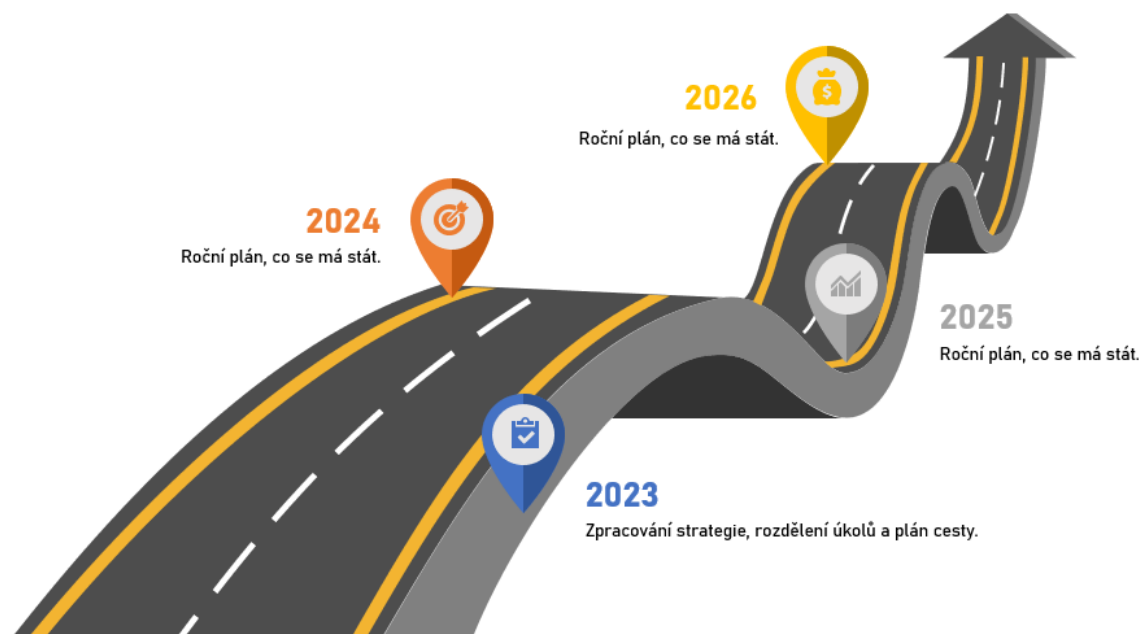 2026
Roční plán, co se má stát.
2024
Roční plán, co se má stát.
2025
Roční plán, co se má stát.
2023
Zpracování strategie, rozdělení úkolů a plán cesty.